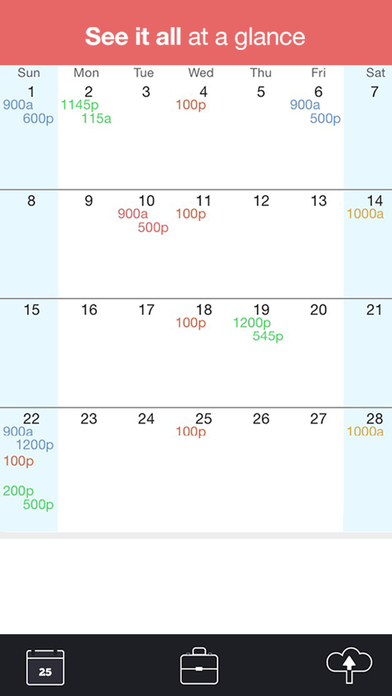 See it all at a glance
Sun Mon Tue Wed Thu Fri Sat
1 2 3 4 5 6 7
900a 1145p 100p 900a
600p 115a 500p
8 9 10 11 12 13 14
900a 100p 1000a
500p
15 16 17 18 19 20 21
100p 1200p
545p
22 23 24 25 26 27 28
900a 100p 1000a
1200p
100p
200p
500p
25